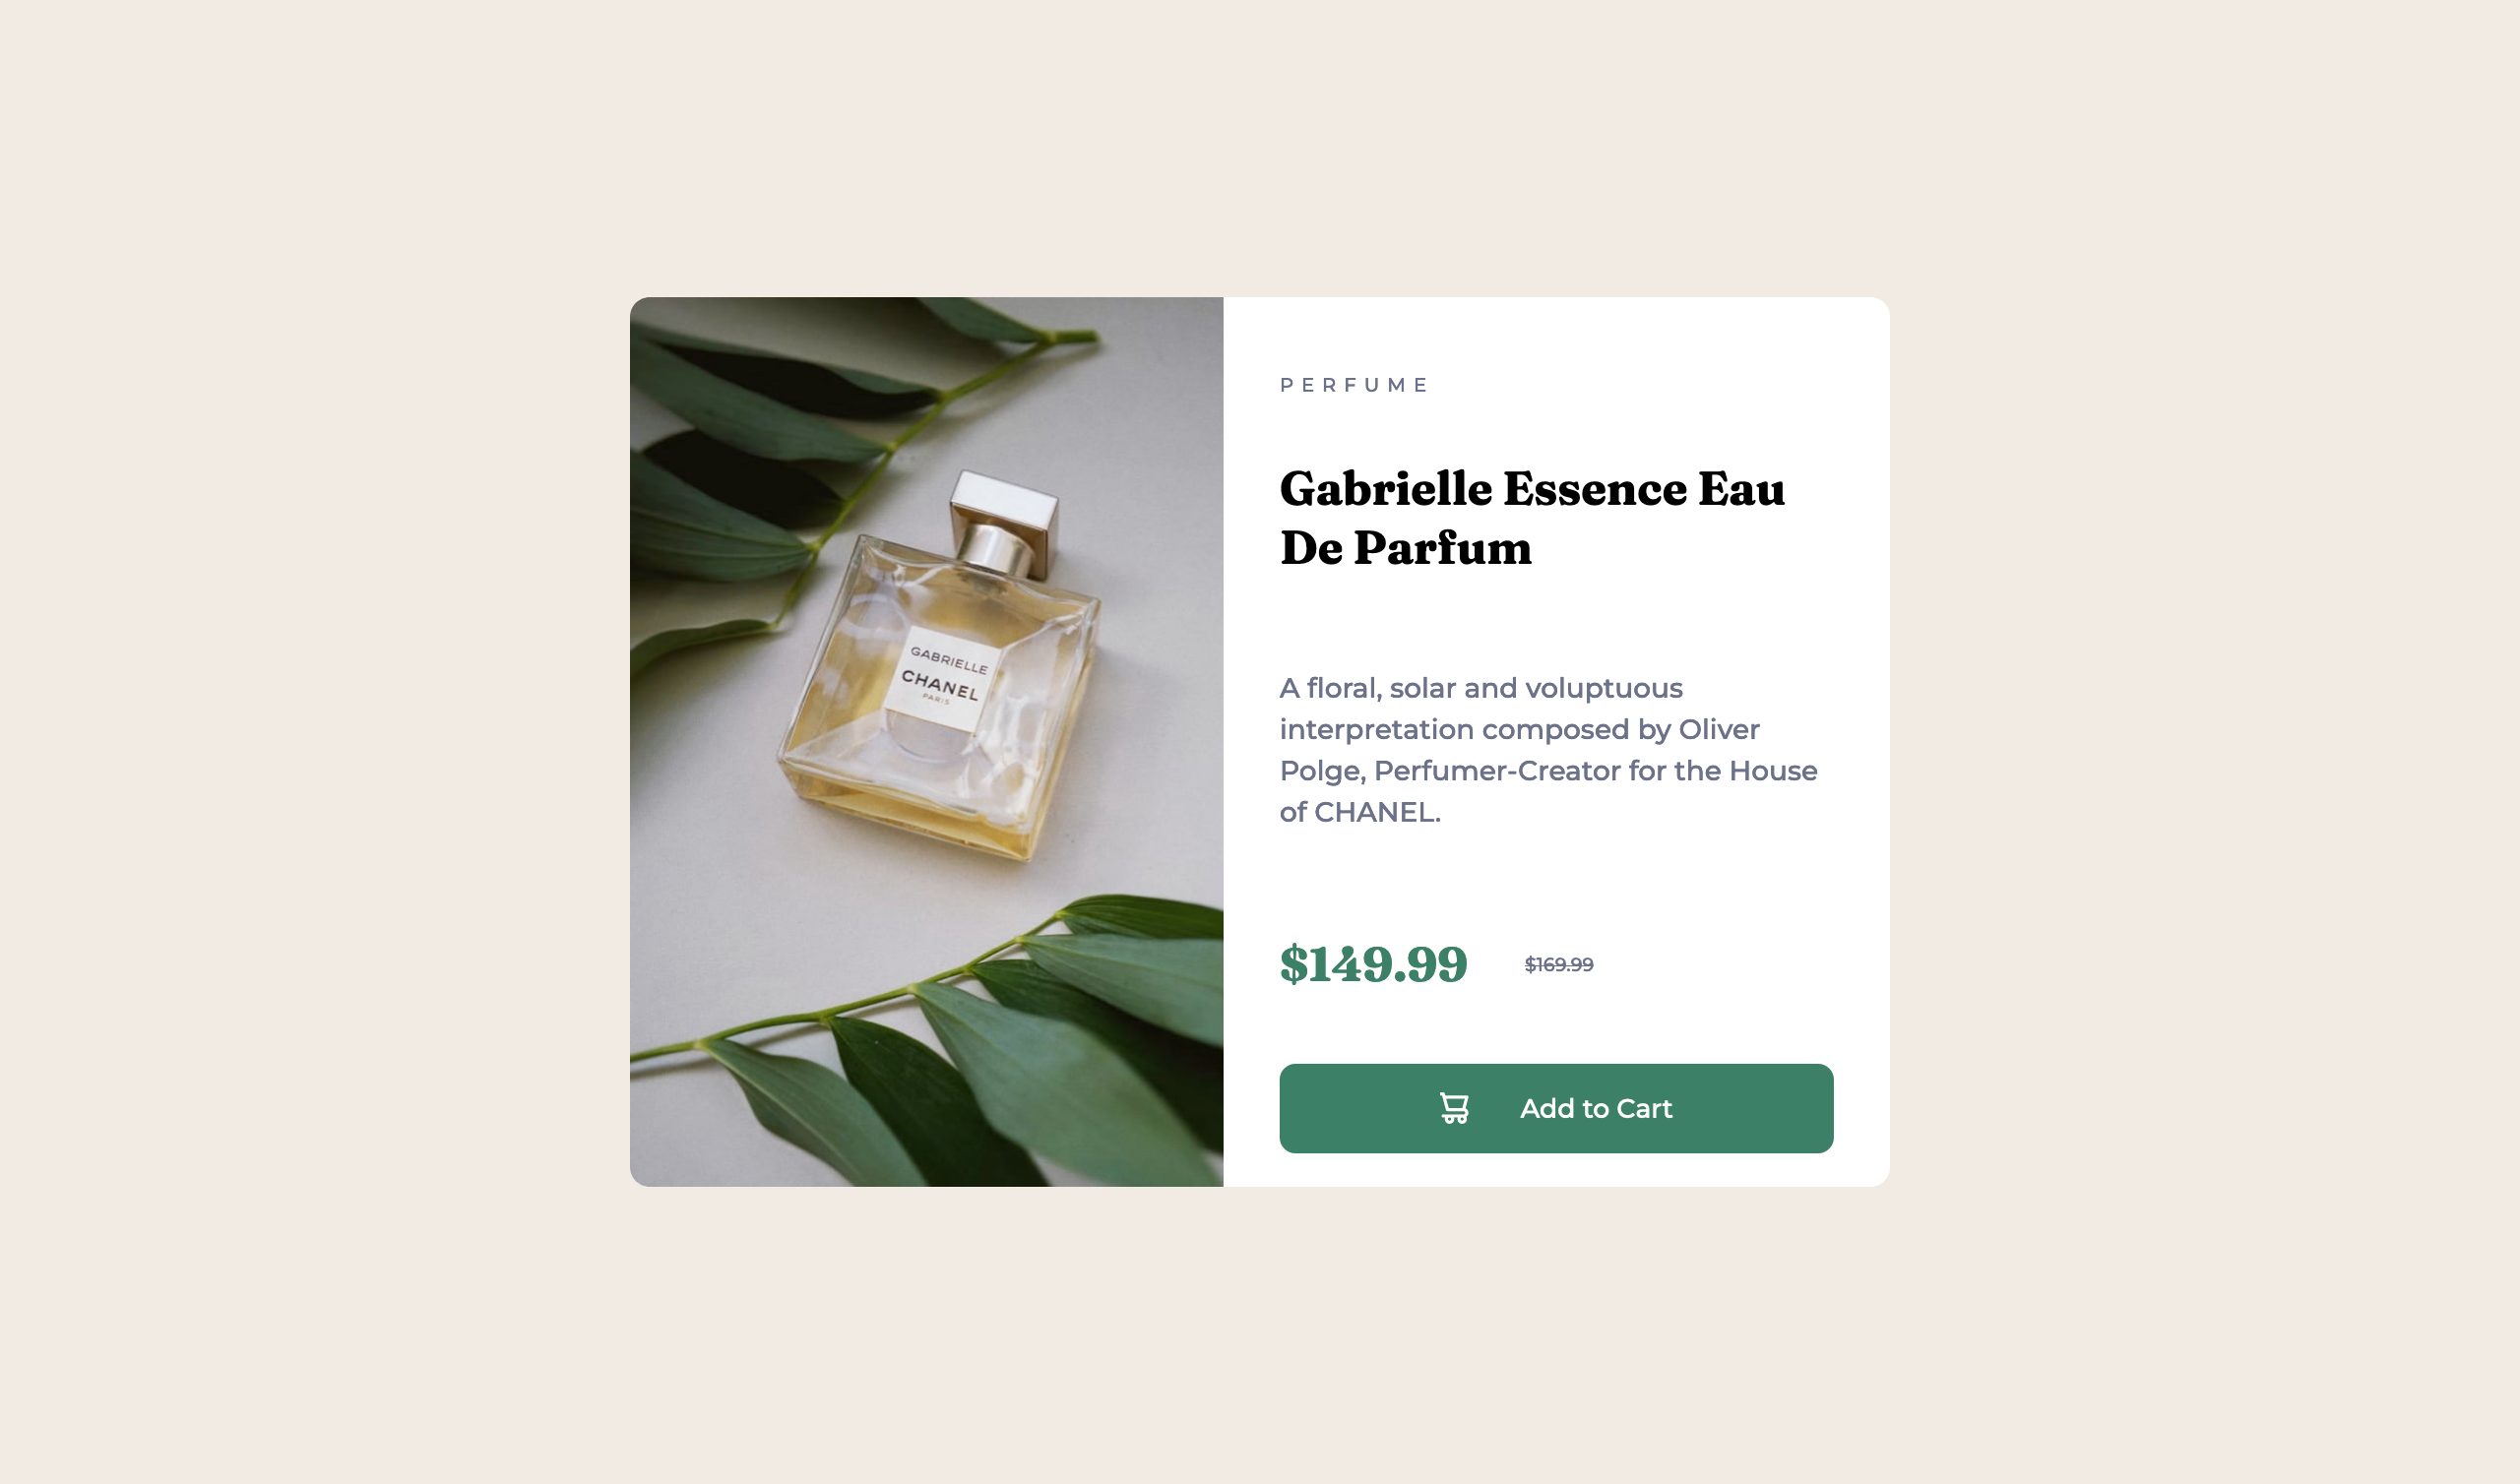 GABRIELLE
CHANEL
PARIS
PERFUME
Gabrielle Essence Eau
De Parfum
A floral, solar and voluptuous
interpretation composed by Oliver
Polge, Perfumer-Creator for the House
of CHANEL.
$149.99 $169.99
Add to Cart